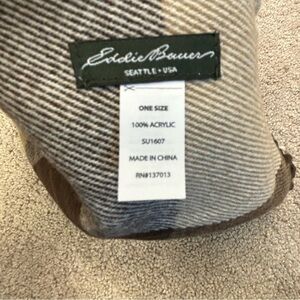 Eddie Bauer
SEATTLE • USA
ONE SIZE
100% ACRYLIC
SU1607
MADE IN CHINA
RN#137013